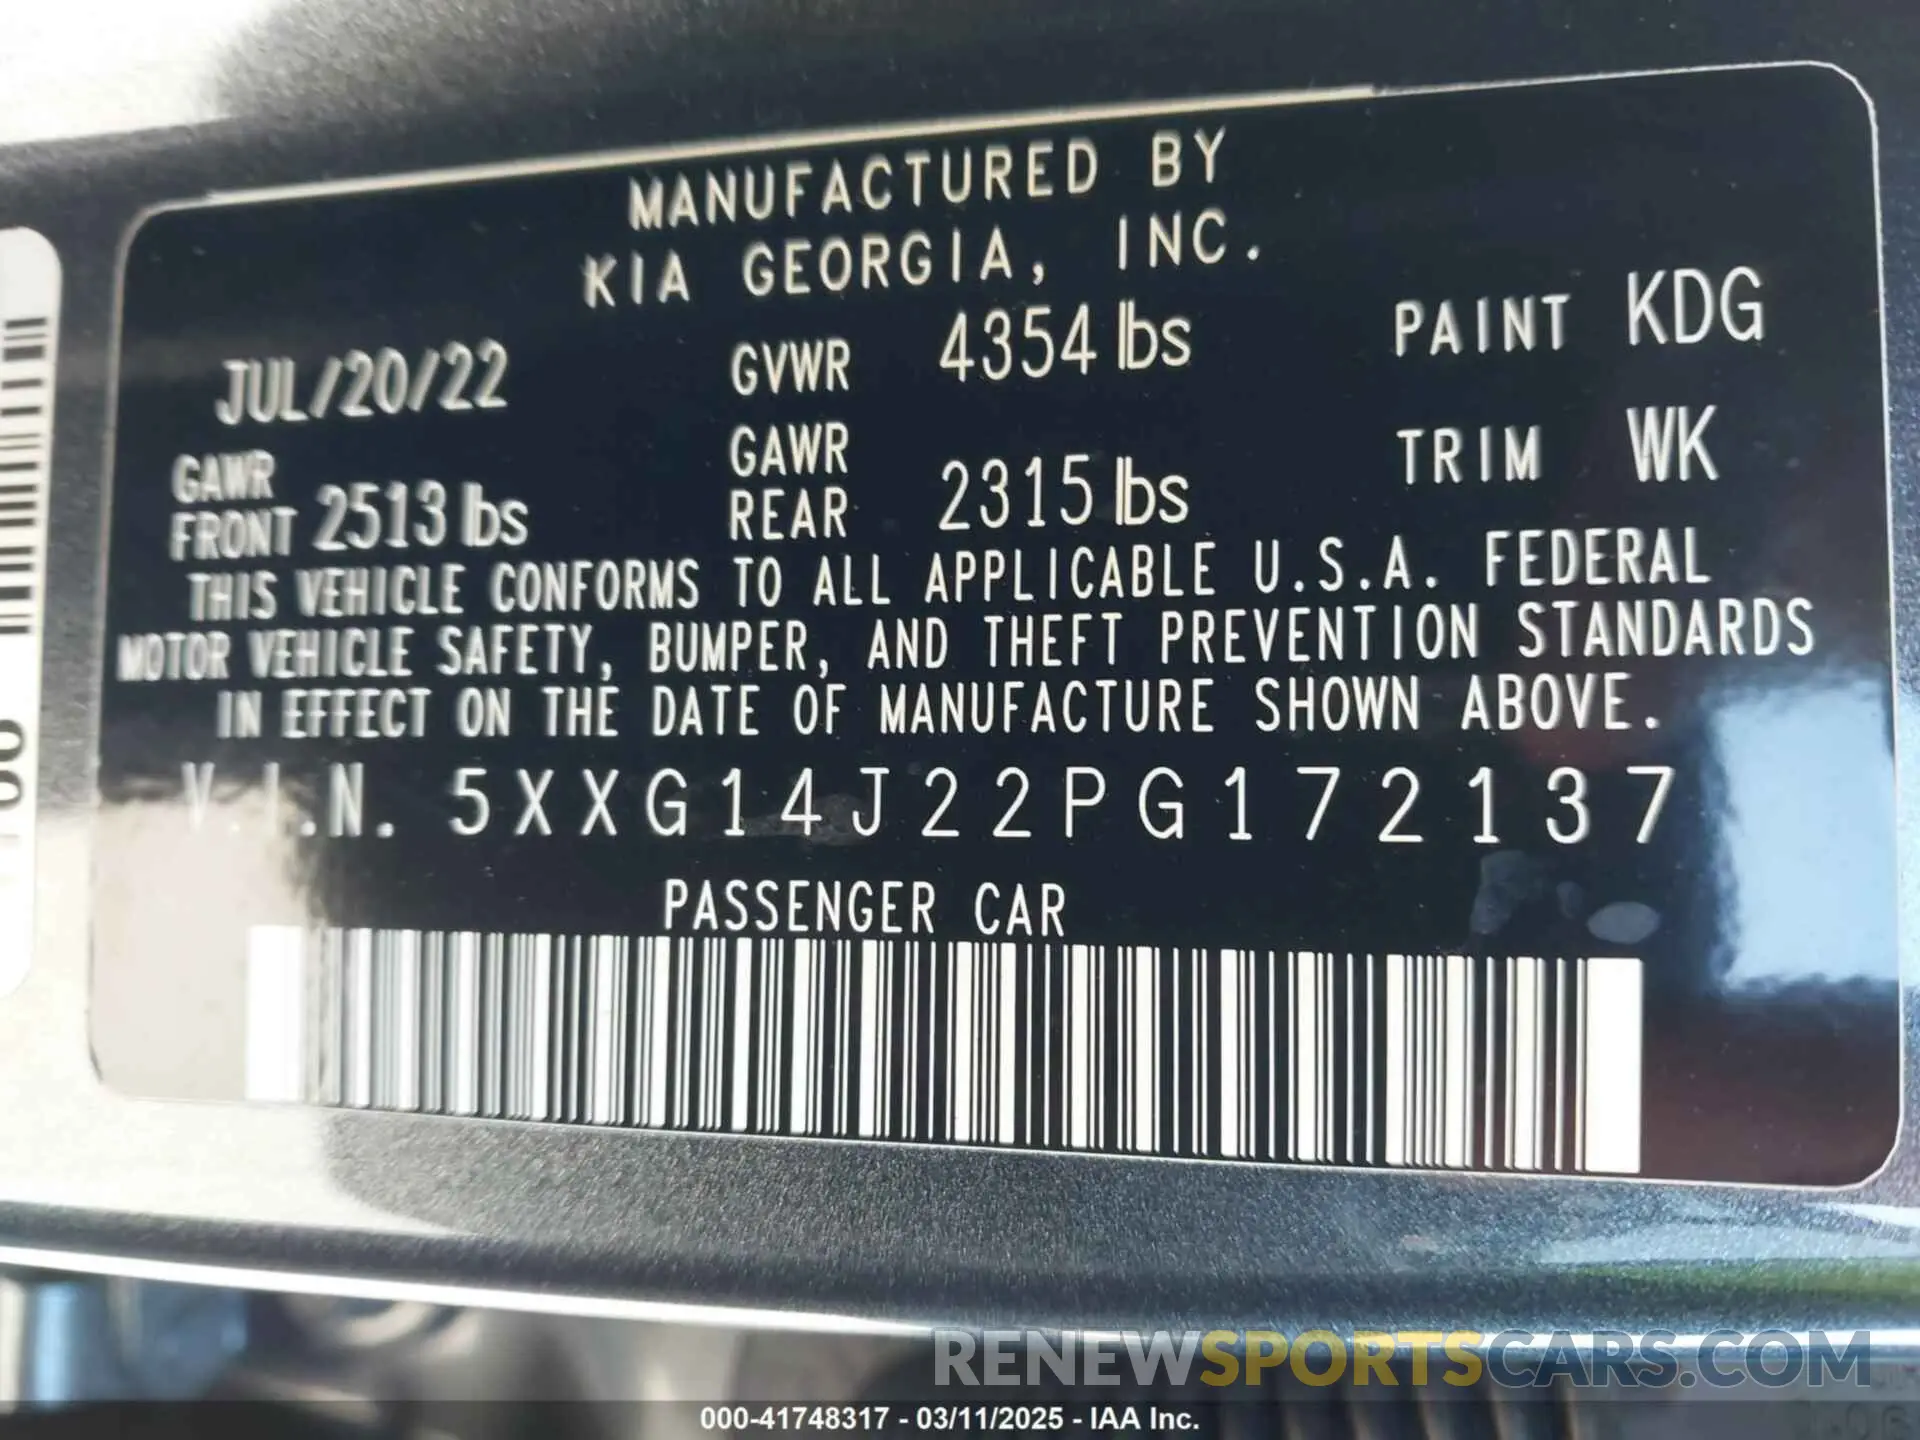 MANUFACTURED BY
KIA GEORGIA, INC.
JUL/20/22 GVWR 4354 lbs PAINT KDG
GAWR FRONT 2513 lbs GAWR REAR 2315 lbs TRIM WK
THIS VEHICLE CONFORMS TO ALL APPLICABLE U.S.A. FEDERAL
MOTOR VEHICLE SAFETY, BUMPER, AND THEFT PREVENTION STANDARDS
IN EFFECT ON THE DATE OF MANUFACTURE SHOWN ABOVE.
V.I.N. 5XXG14J22PG172137
PASSENGER CAR
RENEWSPORTSCARS.COM
000-41748317 - 03/11/2025 - IAA Inc.